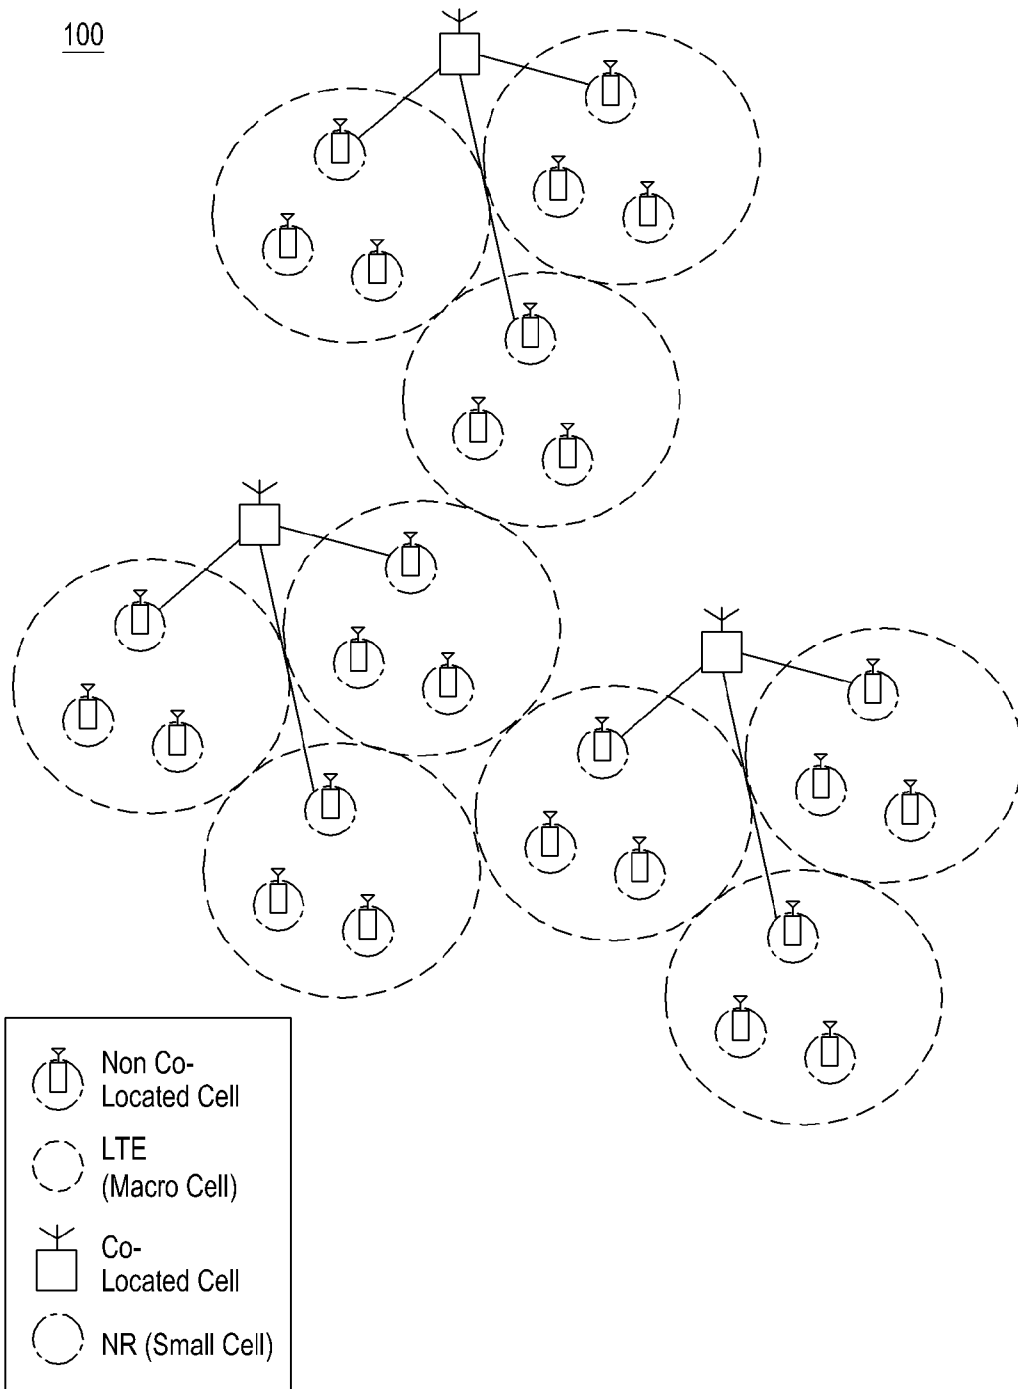 100
Non Co-
Located Cell
LTE
(Macro Cell)
Co-
Located Cell
NR (Small Cell)